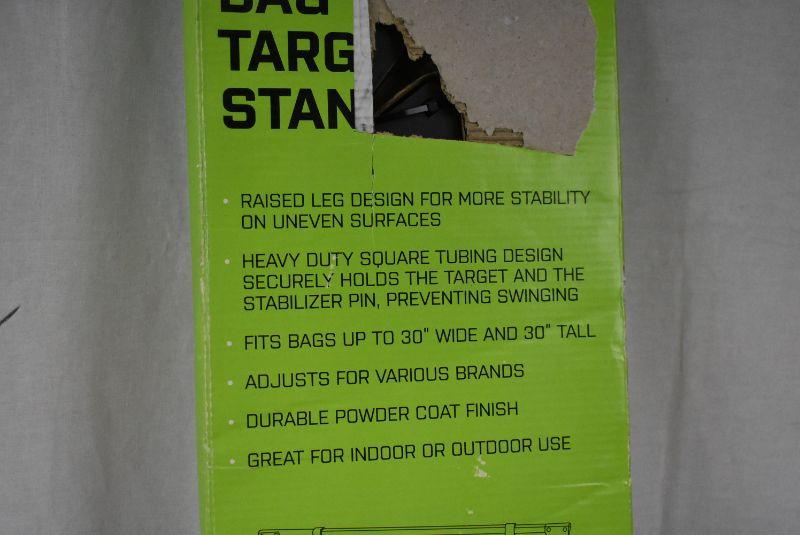 BAG
TARG
STAN
• RAISED LEG DESIGN FOR MORE STABILITY
ON UNEVEN SURFACES
• HEAVY DUTY SQUARE TUBING DESIGN
SECURELY HOLDS THE TARGET AND THE
STABILIZER PIN, PREVENTING SWINGING
• FITS BAGS UP TO 30" WIDE AND 30" TALL
• ADJUSTS FOR VARIOUS BRANDS
• DURABLE POWDER COAT FINISH
• GREAT FOR INDOOR OR OUTDOOR USE